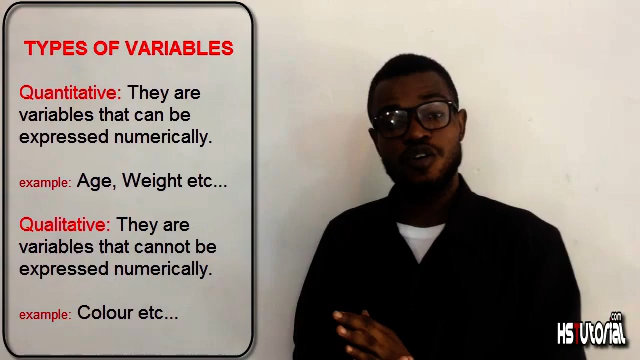 TYPES OF VARIABLES
Quantitative: They are
variables that can be
expressed numerically.
example: Age, Weight etc...
Qualitative: They are
variables that cannot be
expressed numerically.
example: Colour etc...
.com
HSTutorial